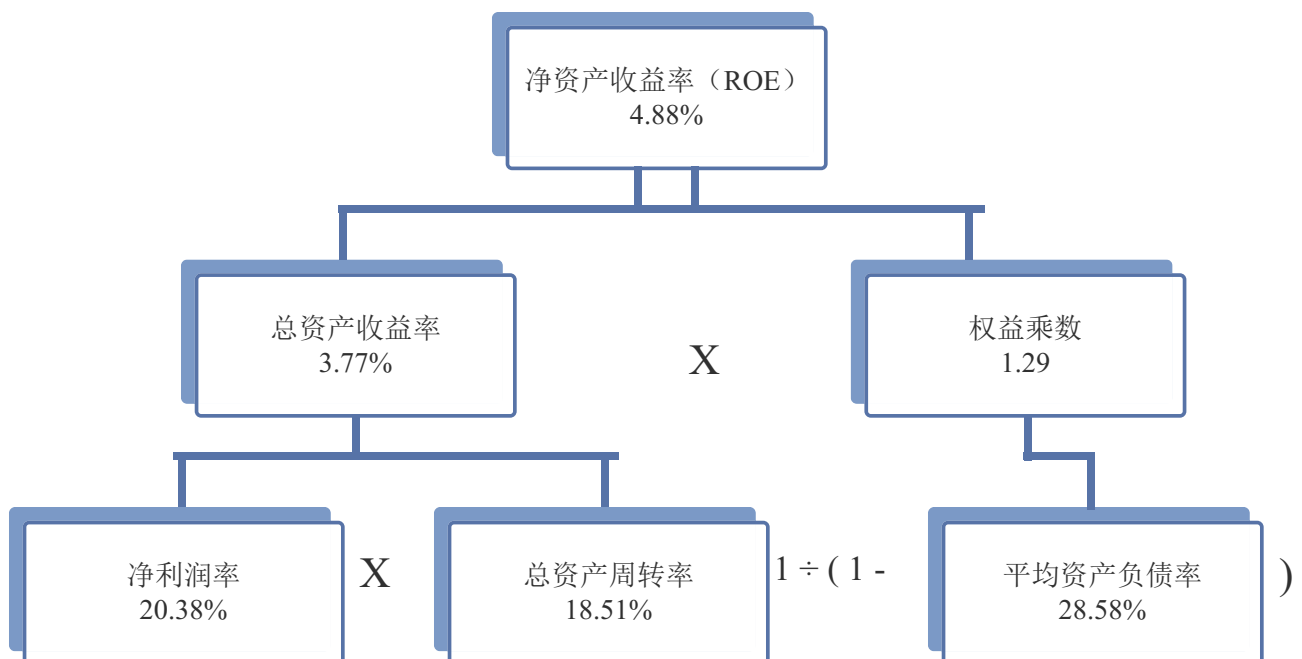 净资产收益率（ROE）
4.88%
总资产收益率
3.77%
X
权益乘数
1.29
净利润率
20.38%
X
总资产周转率
18.51%
1 ÷ ( 1 -
平均资产负债率
28.58%
)